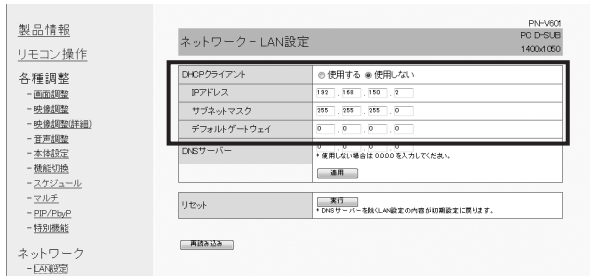 製品情報
リモコン操作
各種調整
- 画面調整
- 映像調整
- 映像調整(詳細)
- 音声調整
- 本体設定
- 機能切換
- スケジュール
- マルチ
- PIP/PbyP
- 特別機能
ネットワーク
- LAN設定
PN-V601
PC D-SUB
1400x1050
ネットワーク - LAN設定
DHCPクライアント 使用する 使用しない
IPアドレス 192 . 168 . 150 . 2
サブネットマスク 255 . 255 . 255 . 0
デフォルトゲートウェイ 0 . 0 . 0 . 0
DNSサーバー 0 . 0 . 0 . 0
* 使用しない場合は 0.0.0.0 を入力してください。
適用
リセット 実行
* DNSサーバーを除くLAN設定の内容が初期設定に戻ります。
再読み込み